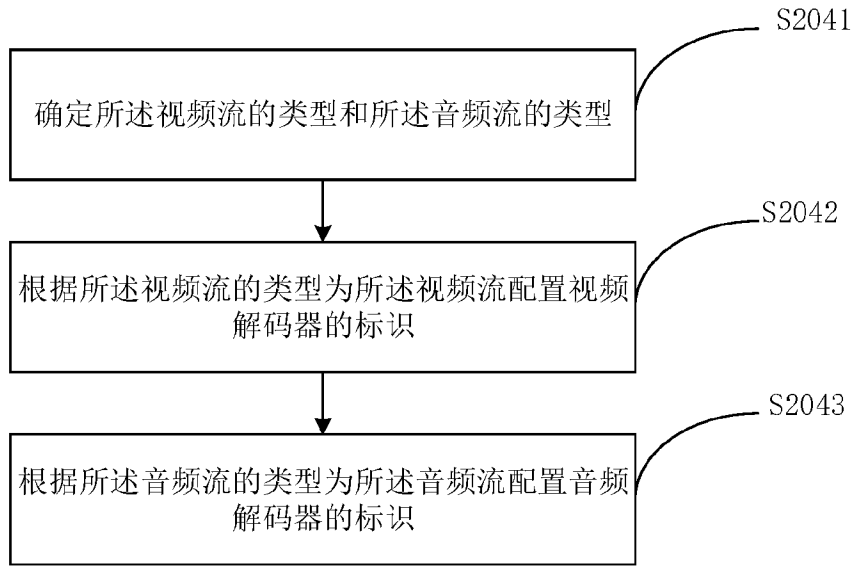 S2041
确定所述视频流的类型和所述音频流的类型
S2042
根据所述视频流的类型为所述视频流配置视频
解码器的标识
S2043
根据所述音频流的类型为所述音频流配置音频
解码器的标识